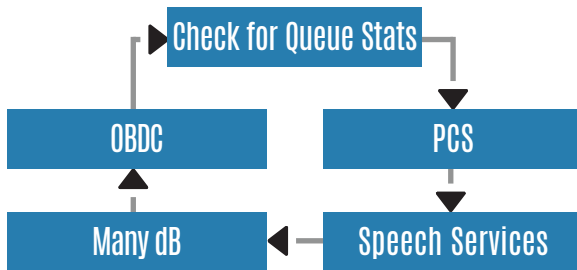 Check for Queue Stats
OBDC
PCS
Many dB
Speech Services